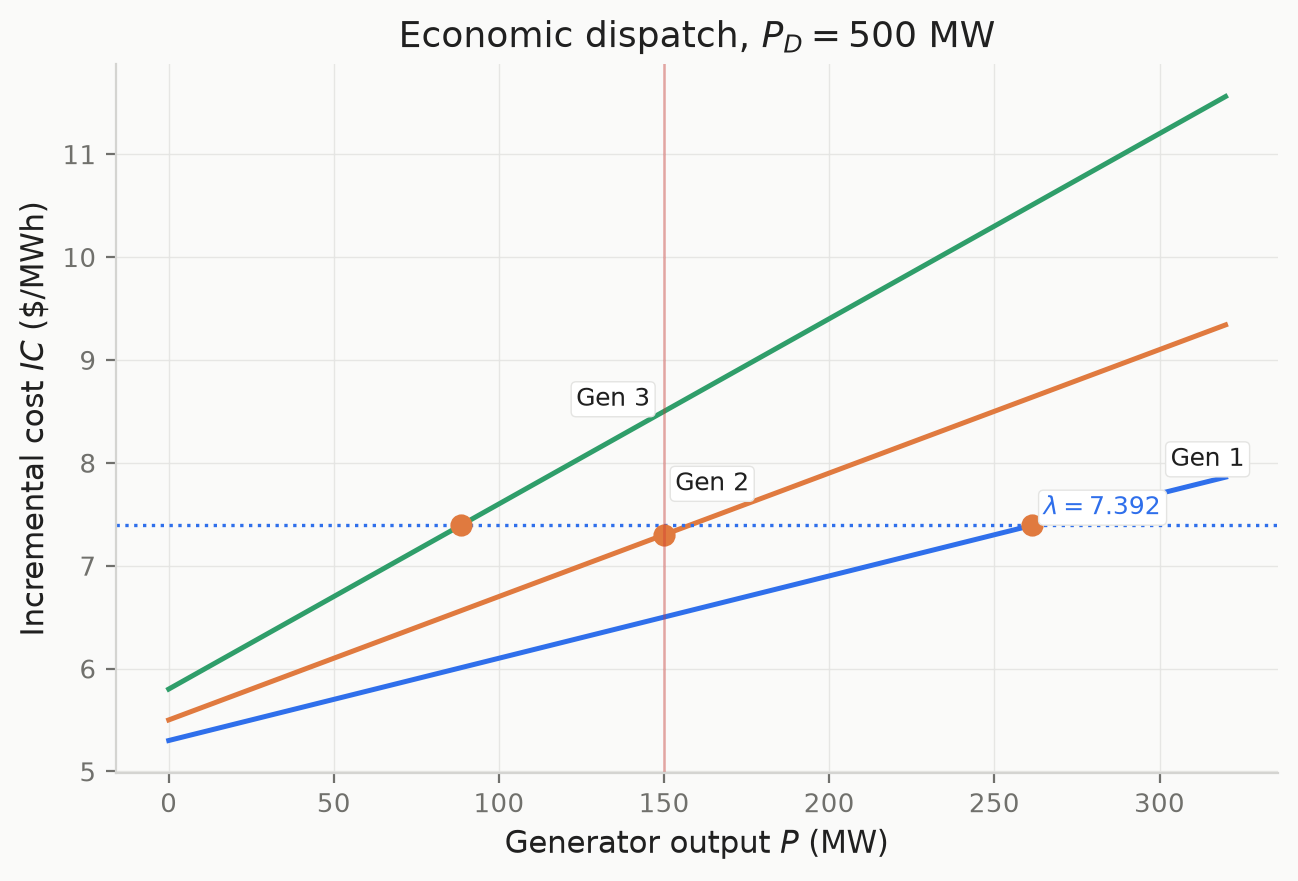 Economic dispatch, P_D = 500 MW
Incremental cost IC ($/MWh)
11
10
9
8
7
6
5
Gen 3
Gen 2
Gen 1
λ = 7.392
0 50 100 150 200 250 300
Generator output P (MW)